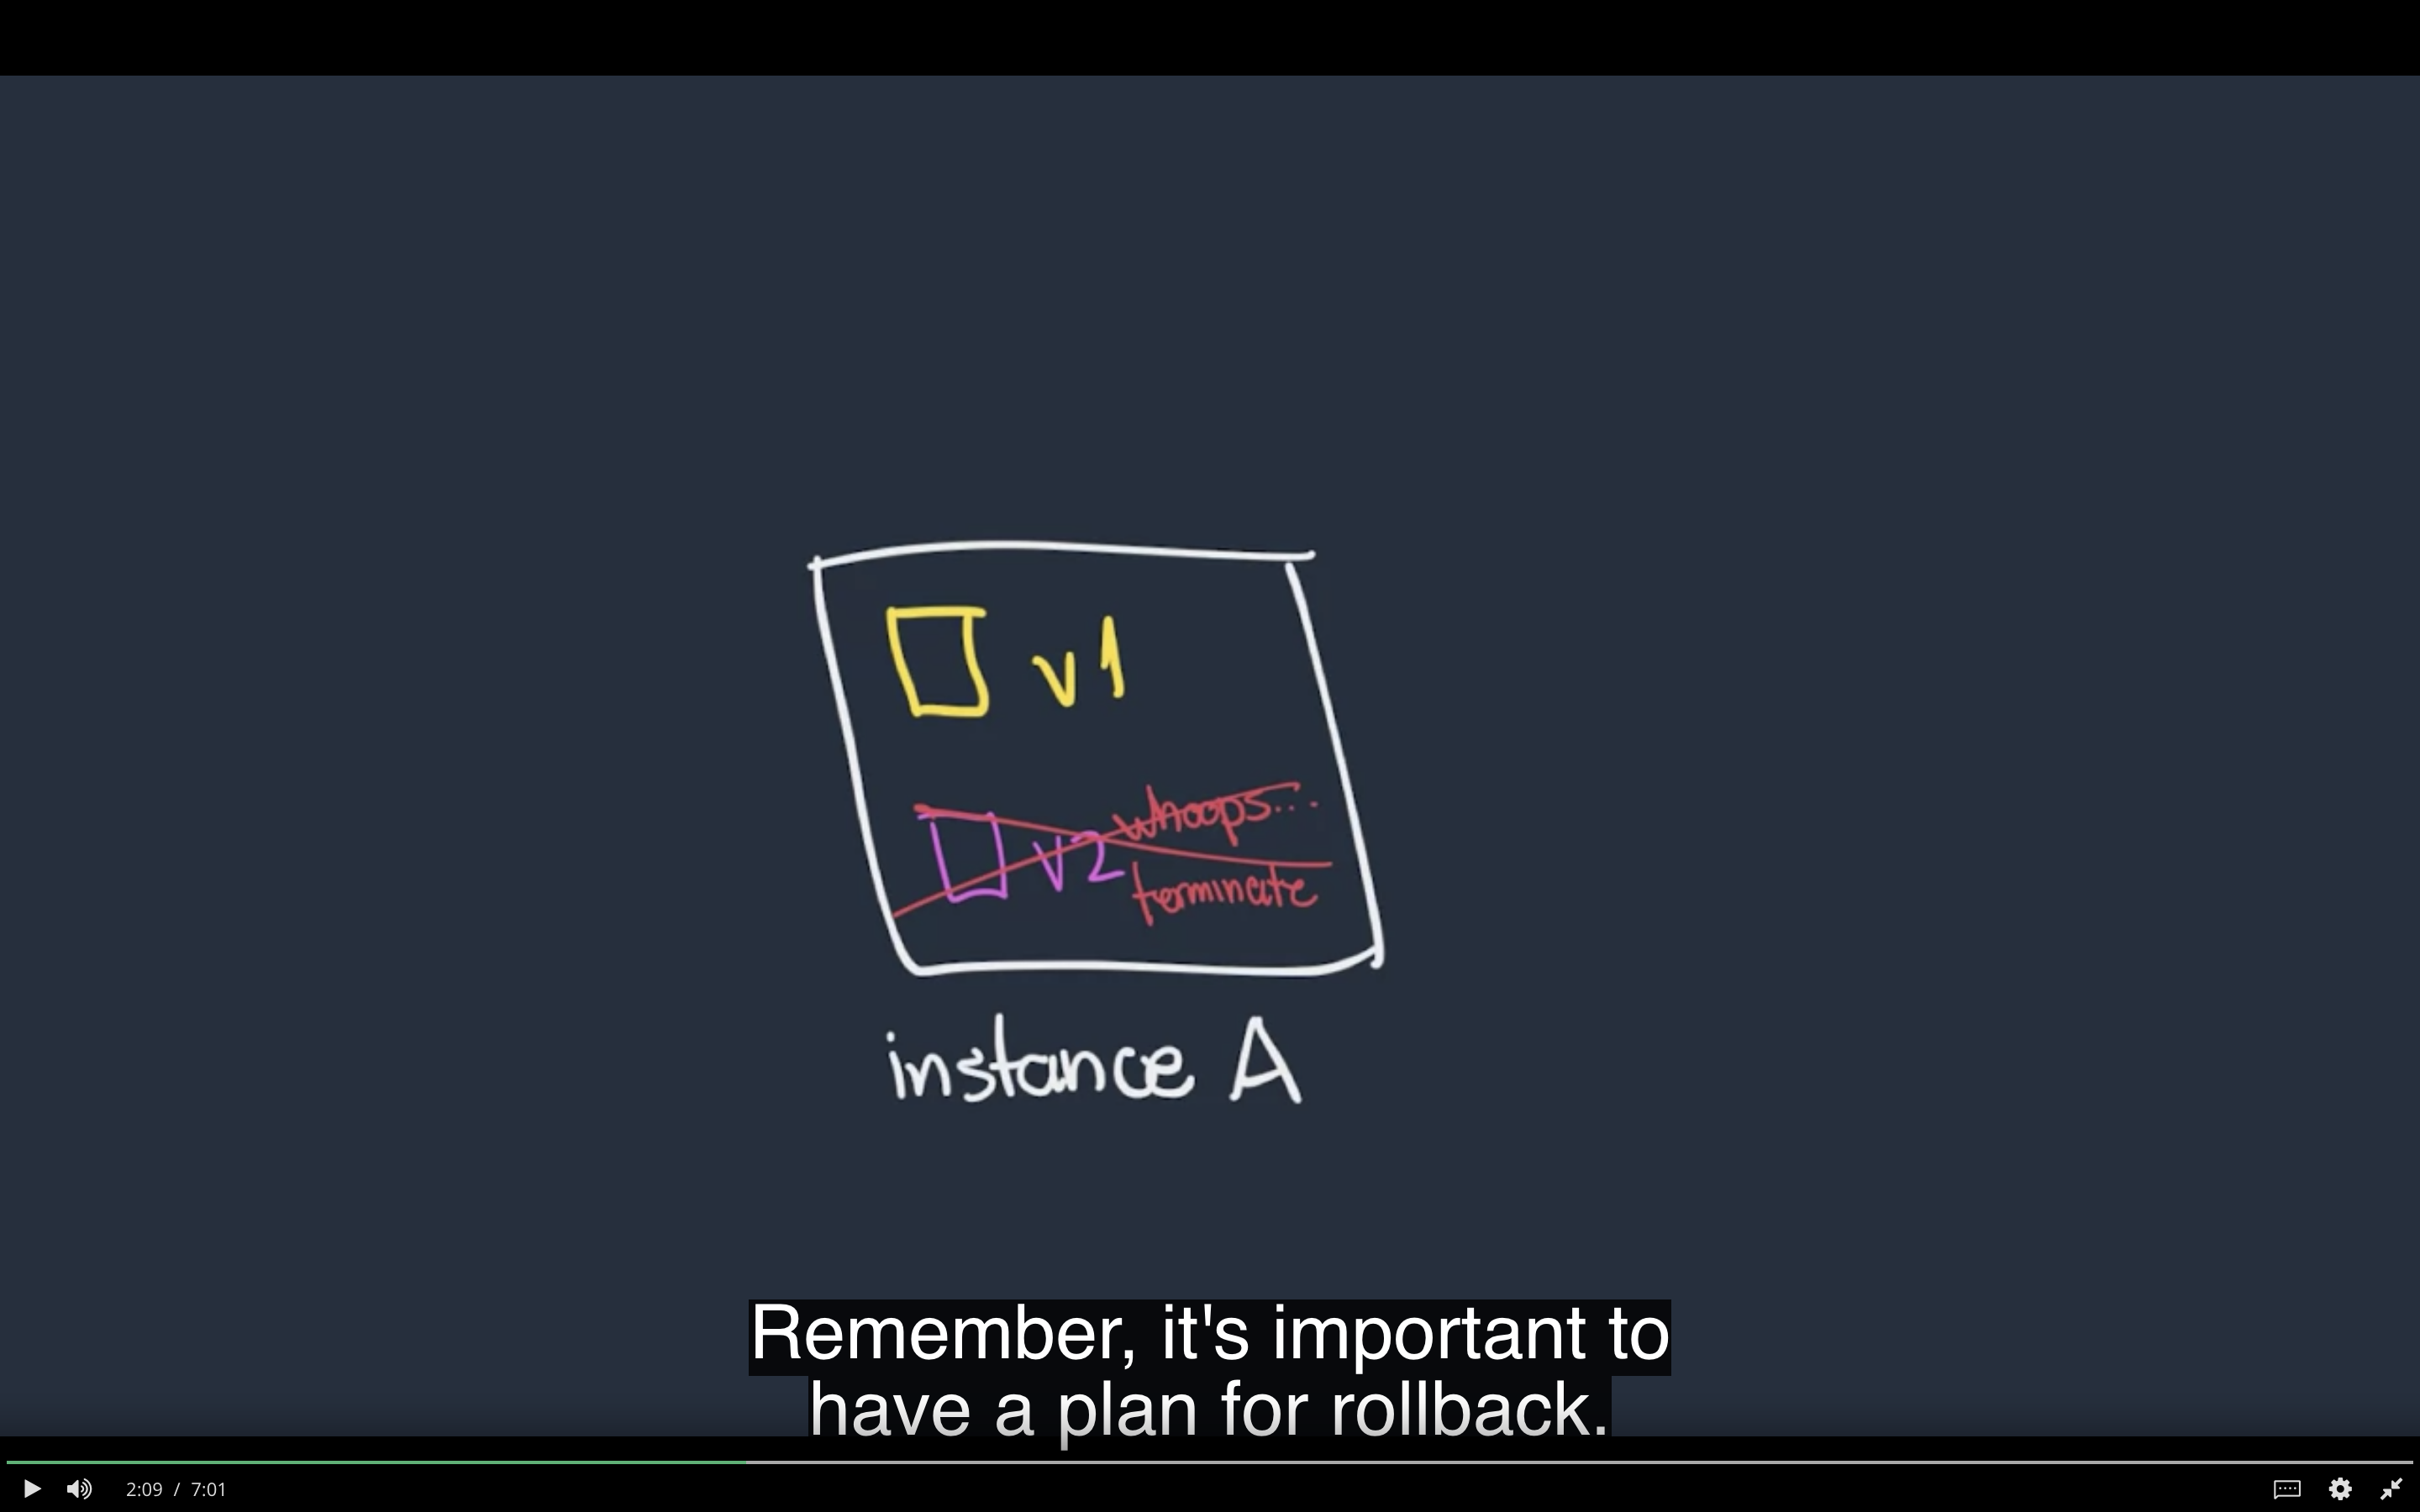 v1
whoops...
v2
terminate
instance A
Remember, it's important to
have a plan for rollback.
2:09 / 7:01